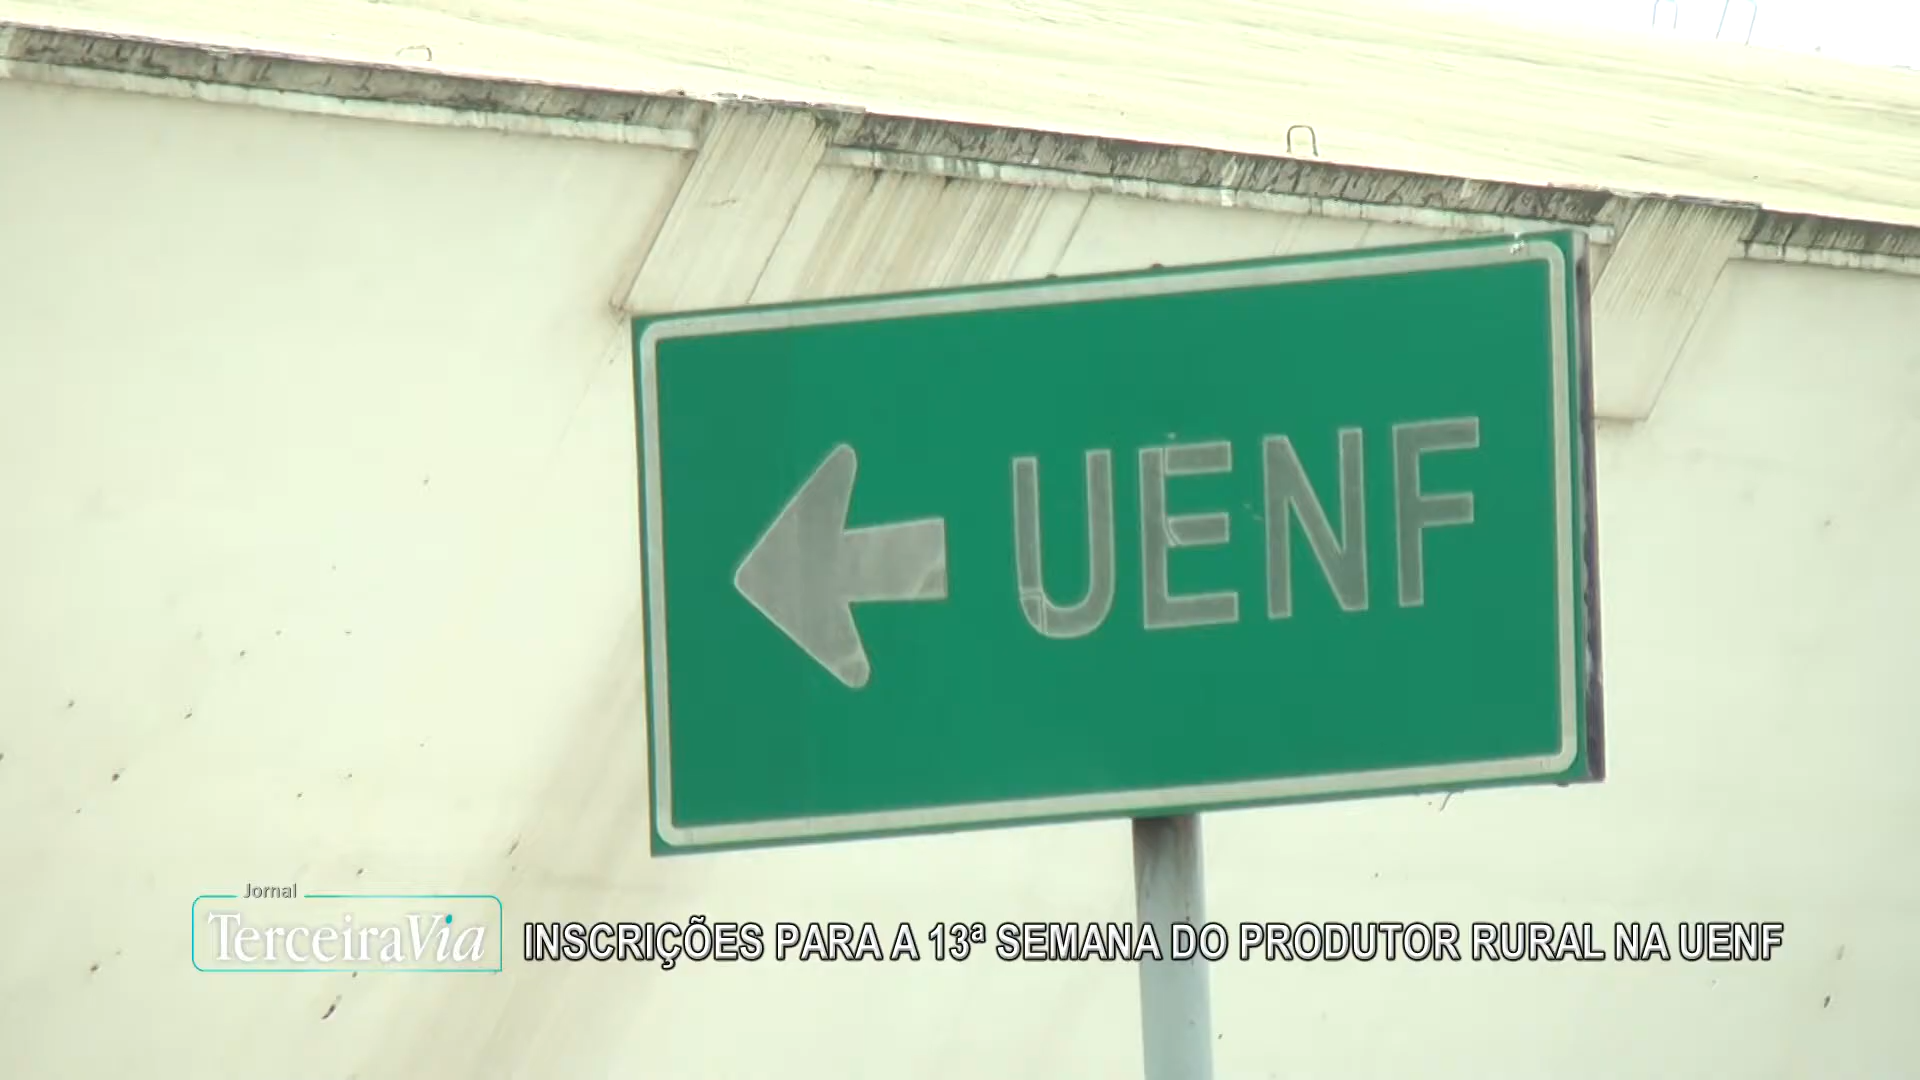 UENF
Jornal
TerceiraVia
INSCRIÇÕES PARA A 13ª SEMANA DO PRODUTOR RURAL NA UENF